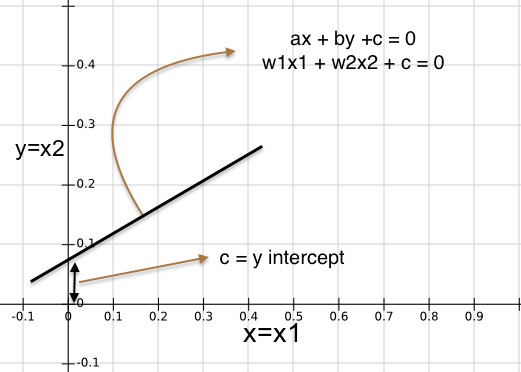 ax + by +c = 0
w1x1 + w2x2 + c = 0
0.4
0.3
y=x2
0.2
0.1
c = y intercept
0
-0.1 0 0.1 0.2 0.3 0.4 0.5 0.6 0.7 0.8 0.9
x=x1
-0.1